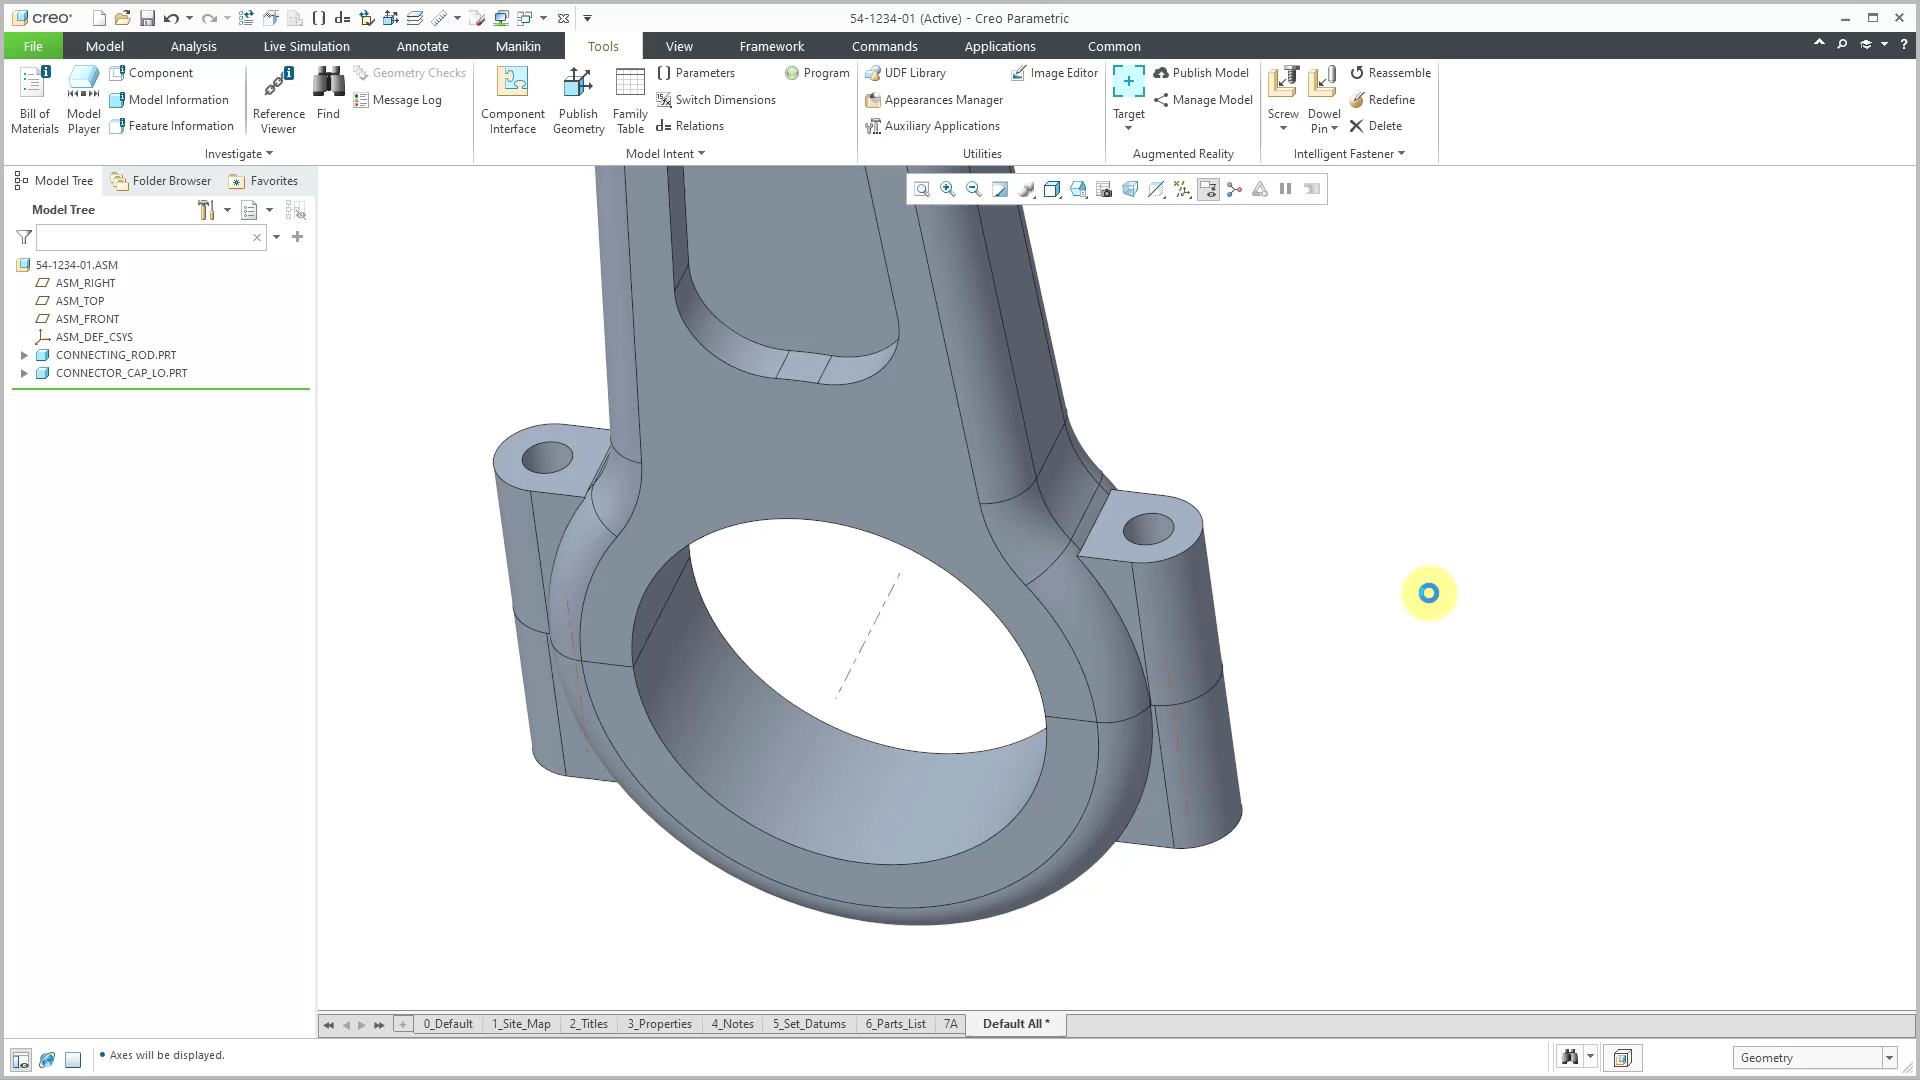 creo
54-1234-01 (Active) - Creo Parametric
File Model Analysis Live Simulation Annotate Manikin Tools View Framework Commands Applications Common
Bill of Materials
Model Player
Component
Model Information
Feature Information
Reference Viewer
Find
Geometry Checks
Message Log
Investigate
Component Interface
Publish Geometry
Family Table
Parameters
Switch Dimensions
d= Relations
Program
Model Intent
UDF Library
Appearances Manager
Auxiliary Applications
Image Editor
Utilities
Target
Publish Model
Manage Model
Augmented Reality
Screw
Dowel Pin
Reassemble
Redefine
Delete
Intelligent Fastener
Model Tree Folder Browser Favorites
Model Tree
54-1234-01.ASM
ASM_RIGHT
ASM_TOP
ASM_FRONT
ASM_DEF_CSYS
CONNECTING_ROD.PRT
CONNECTOR_CAP_LO.PRT
0_Default 1_Site_Map 2_Titles 3_Properties 4_Notes 5_Set_Datums 6_Parts_List 7A Default All *
• Axes will be displayed.
Geometry